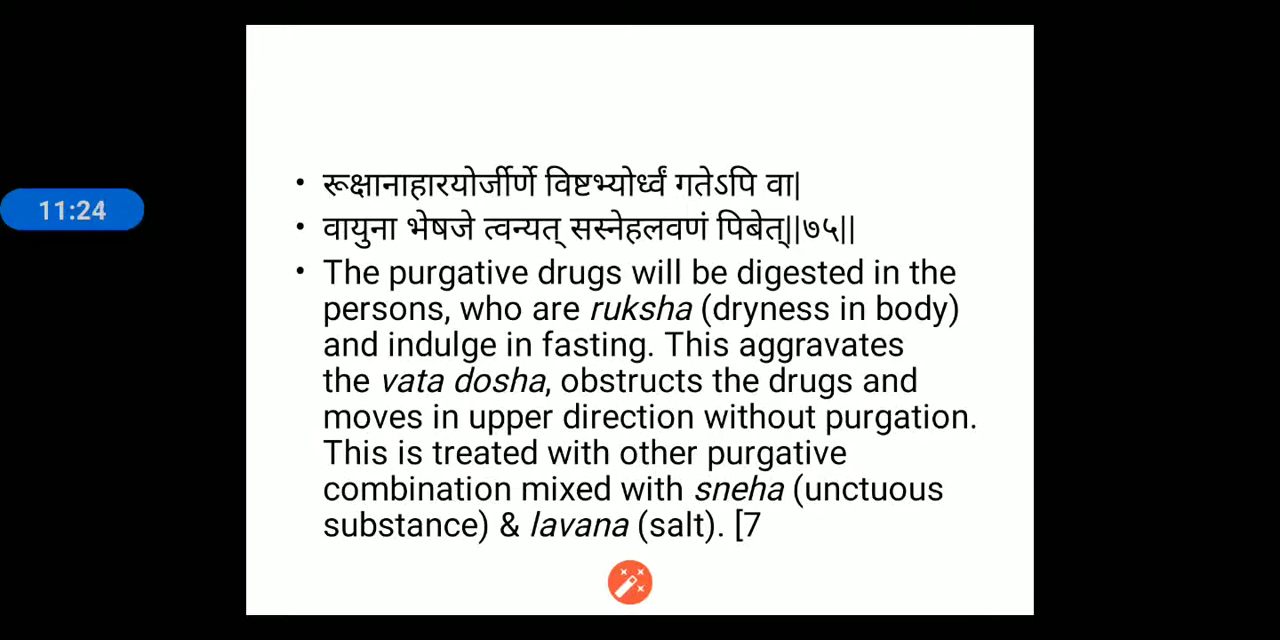 • रूक्षानाहारयोर्जीर्णे विष्टभ्योर्ध्वं गतेऽपि वा|
11:24
• वायुना भेषजे त्वन्यत् सस्नेहलवणं पिबेत्||७५||
• The purgative drugs will be digested in the
persons, who are ruksha (dryness in body)
and indulge in fasting. This aggravates
the vata dosha, obstructs the drugs and
moves in upper direction without purgation.
This is treated with other purgative
combination mixed with sneha (unctuous
substance) & lavana (salt). [7